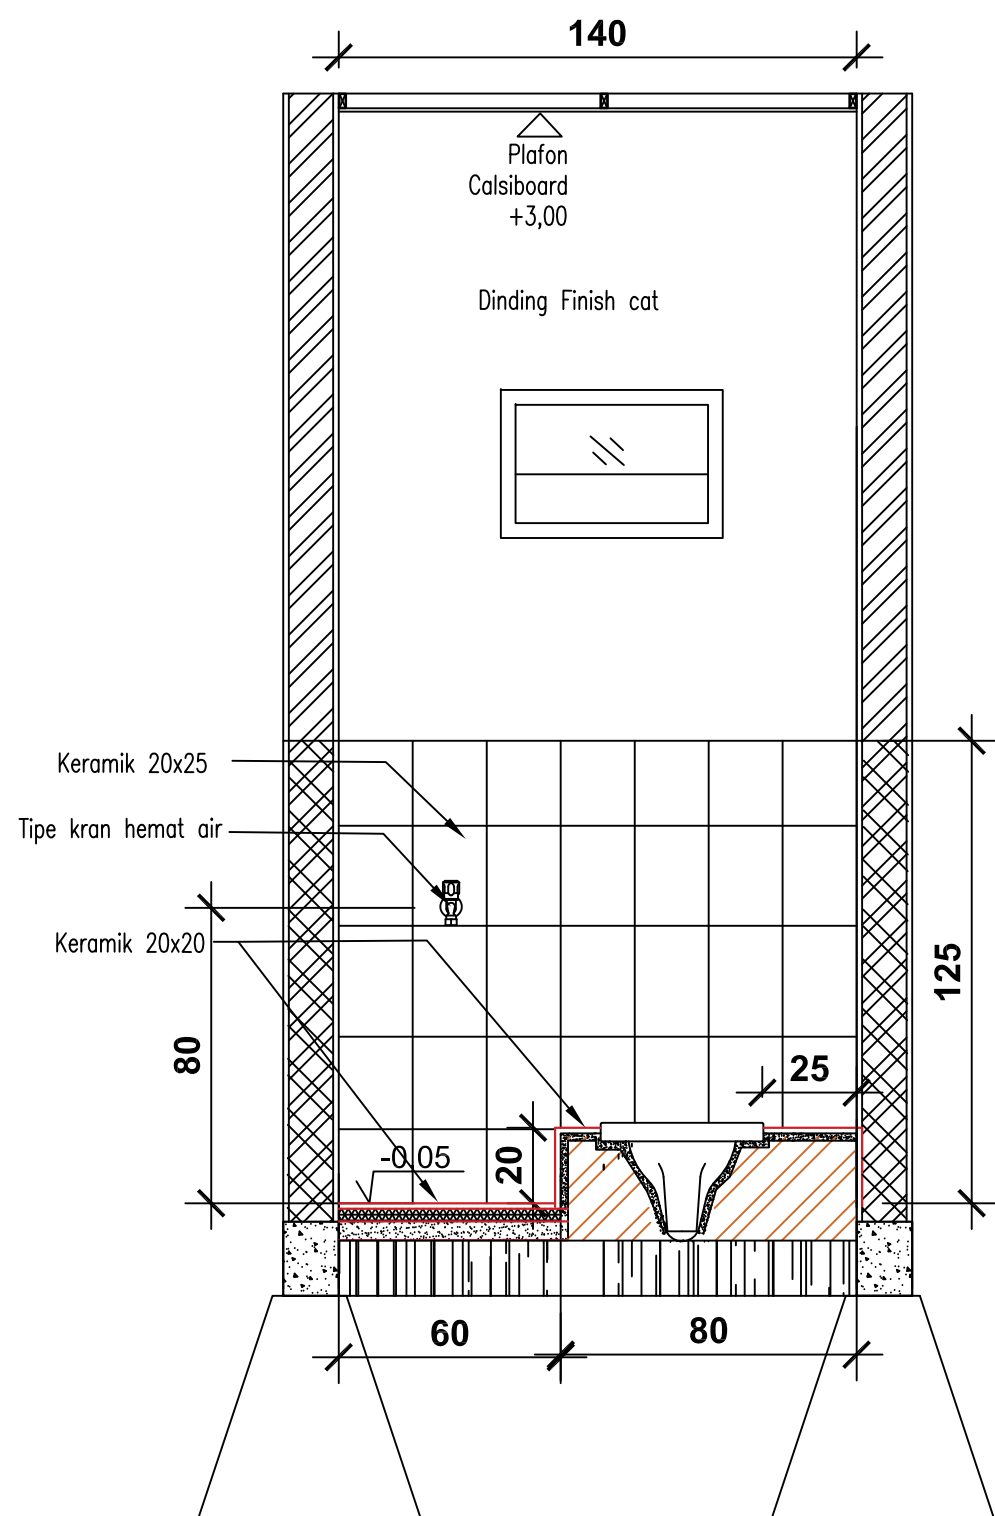 140
Plafon
Calsiboard
+3,00
Dinding Finish cat
Keramik 20x25
Tipe kran hemat air
Keramik 20x20
125
80
25
20
-0.05
60
80